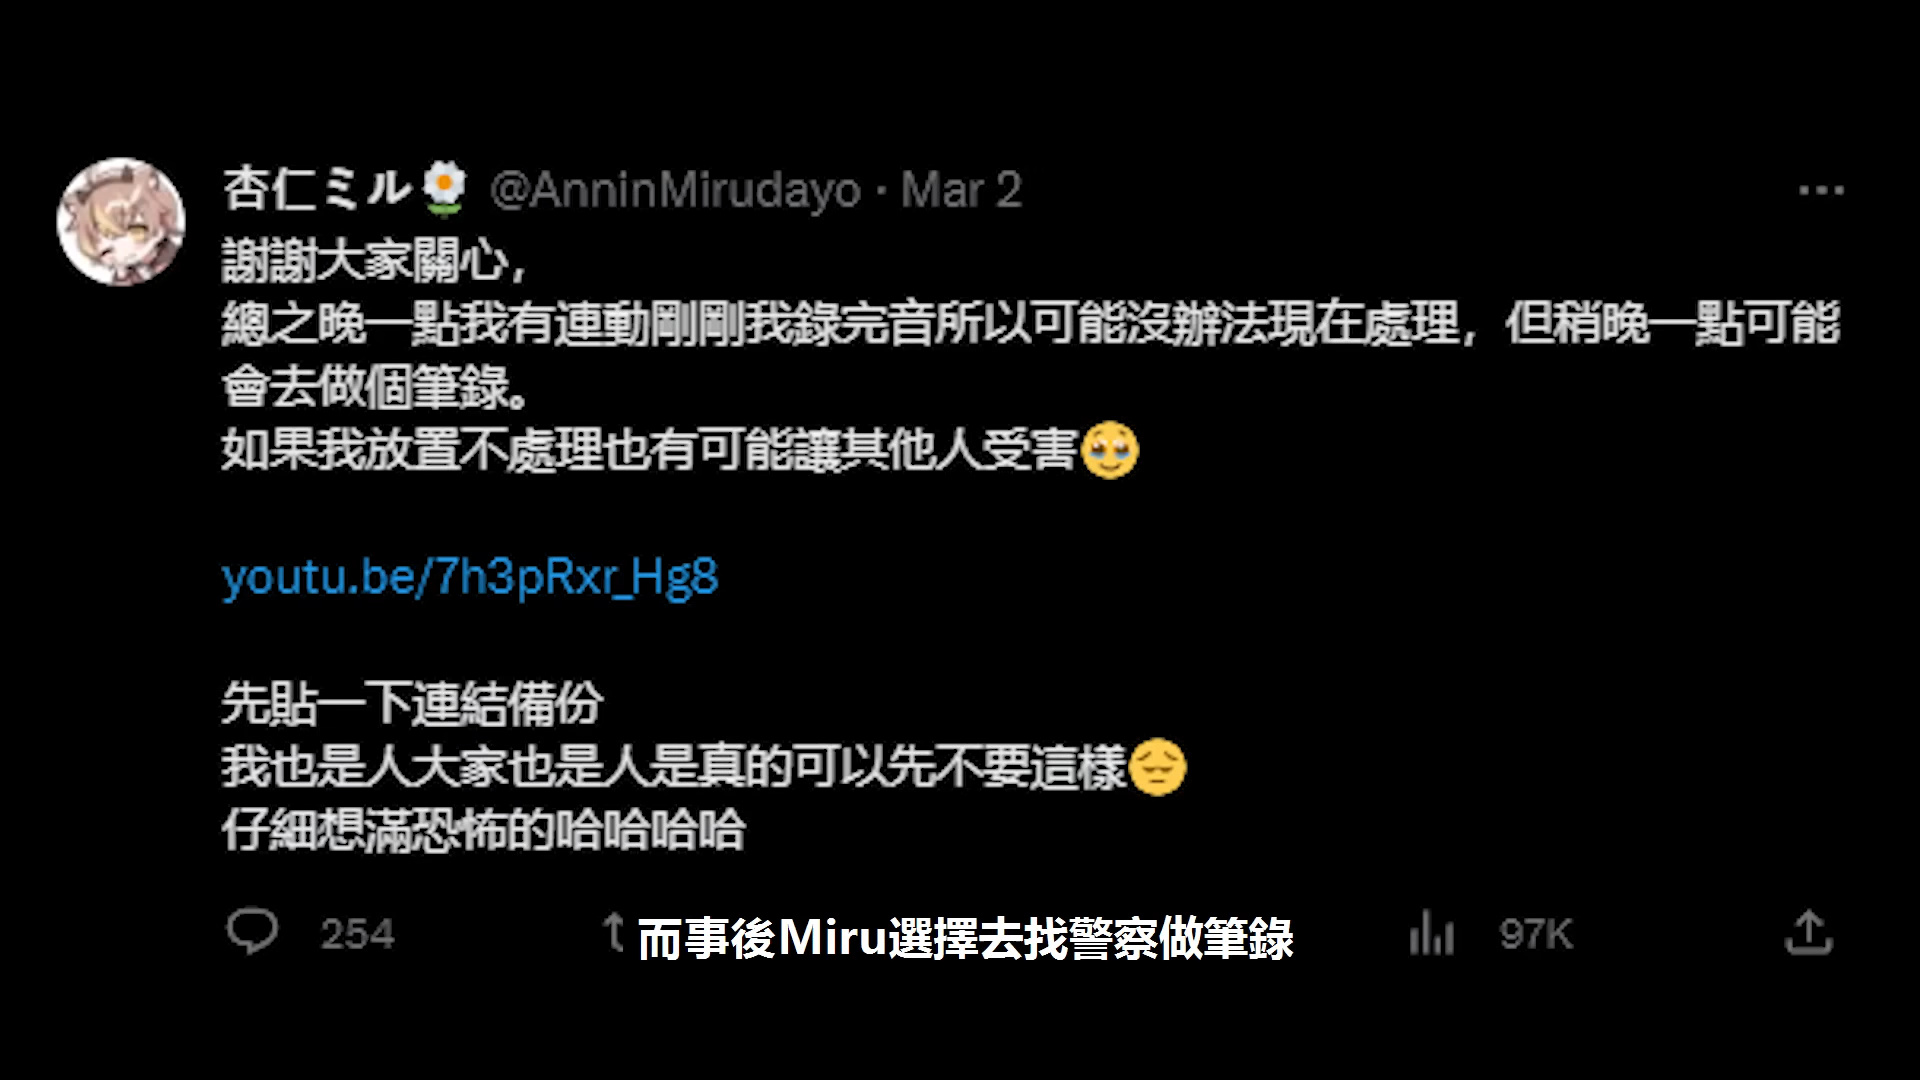 杏仁ミル🌼 @AnninMirudayo · Mar 2
謝謝大家關心，
總之晚一點我有連動剛剛我錄完音所以可能沒辦法現在處理，但稍晚一點可能
會去做個筆錄。
如果我放置不處理也有可能讓其他人受害🥹
youtu.be/7h3pRxr_Hg8
先貼一下連結備份
我也是人大家也是人是真的可以先不要這樣😔
仔細想滿恐怖的哈哈哈哈
254 97K
而事後Miru選擇去找警察做筆錄